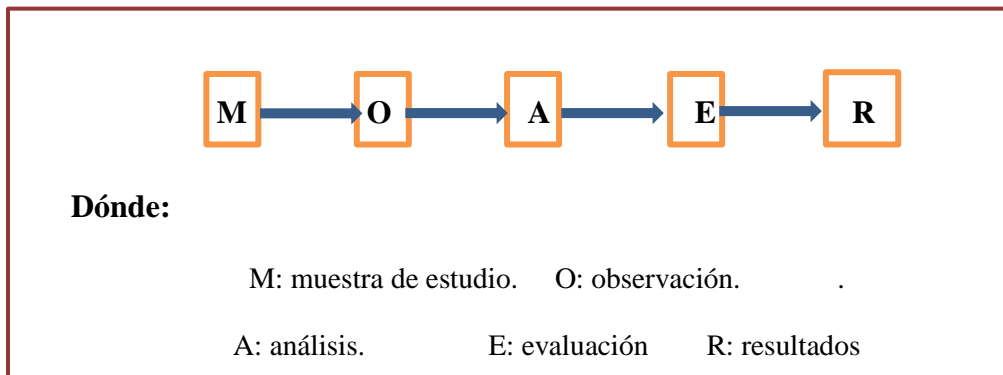 M O A E R
Dónde:
M: muestra de estudio. O: observación. .
A: análisis. E: evaluación R: resultados